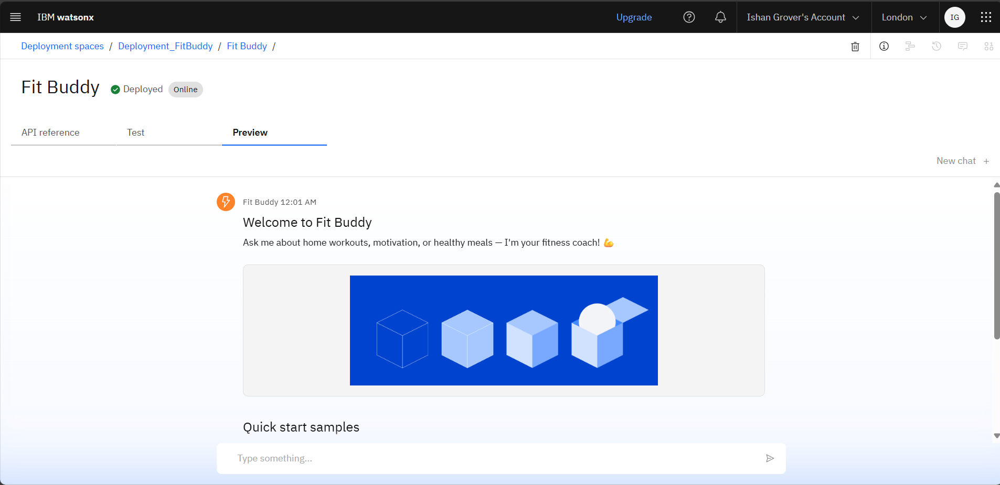 IBM watsonx
Upgrade
Ishan Grover's Account
London
IG
Deployment spaces / Deployment_FitBuddy / Fit Buddy /
Fit Buddy
Deployed
Online
API reference
Test
Preview
New chat +
Fit Buddy 12:01 AM
Welcome to Fit Buddy
Ask me about home workouts, motivation, or healthy meals — I'm your fitness coach! 💪
Quick start samples
Type something...